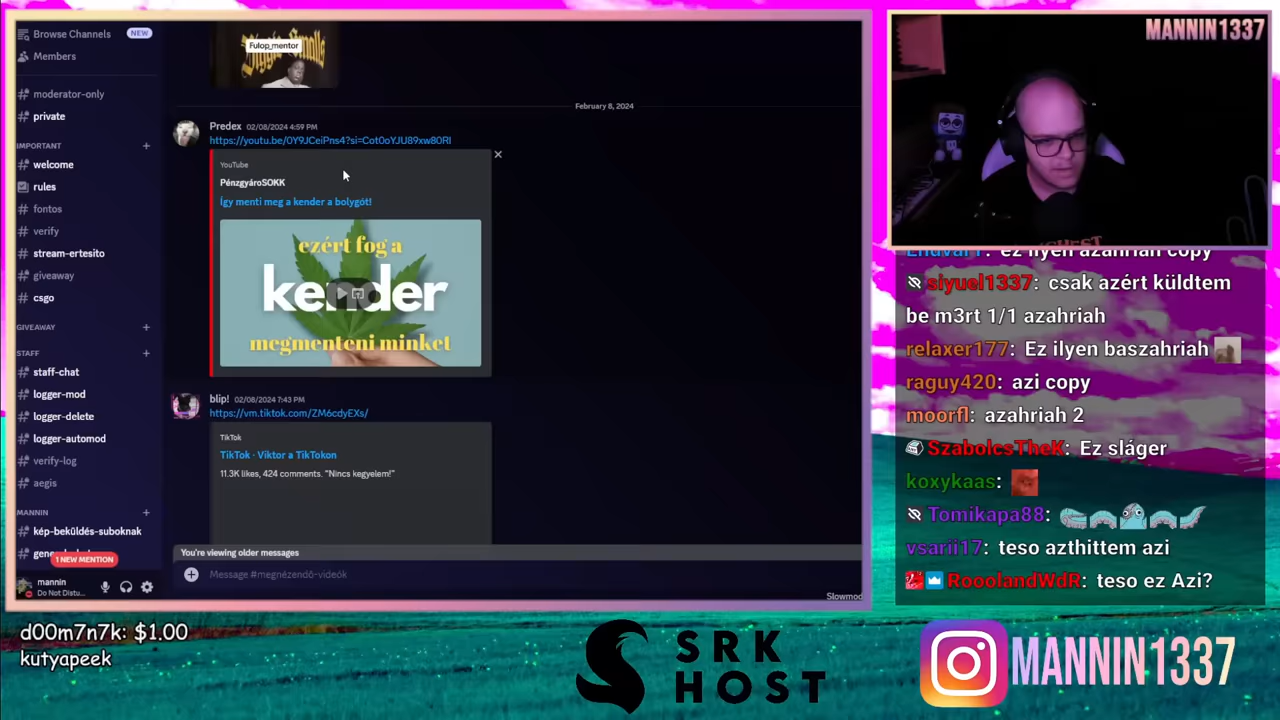 Browse Channels
NEW
Members
moderator-only
private
IMPORTANT
welcome
rules
fontos
verify
stream-ertesito
giveaway
csgo
GIVEAWAY
STAFF
staff-chat
logger-mod
logger-delete
logger-automod
verify-log
aegis
MANNIN
kép-beküldés-suboknak
1 NEW MENTION
mannin
Do Not Distu...
Fulop_mentor
February 8, 2024
Predex 02/08/2024 4:59 PM
https://youtu.be/0Y9JCeiPns4?si=Cot0oYJU89xw80RI
YouTube
PénzgyároSOKK
Így menti meg a kender a bolygót!
ezért fog a
kender
megmenteni minket
blip! 02/08/2024 7:43 PM
https://vm.tiktok.com/ZM6cdyEXs/
TikTok
TikTok · Viktor a TikTokon
11.3K likes, 424 comments. "Nincs kegyelem!"
You're viewing older messages
Message #megnézendő-videók
Slowmod
MANNIN1337
ez ilyen azahriah copy
siyuel1337: csak azért küldtem
be m3rt 1/1 azahriah
relaxer177: Ez ilyen baszahriah
raguy420: azi copy
moorfl: azahriah 2
SzabolcsTheK: Ez sláger
koxykaas:
Tomikapa88:
vsarii17: teso azthittem azi
RooolandWdR: teso ez Azi?
d00m7n7k: $1.00
kutyapeek
SRK
HOST
MANNIN1337